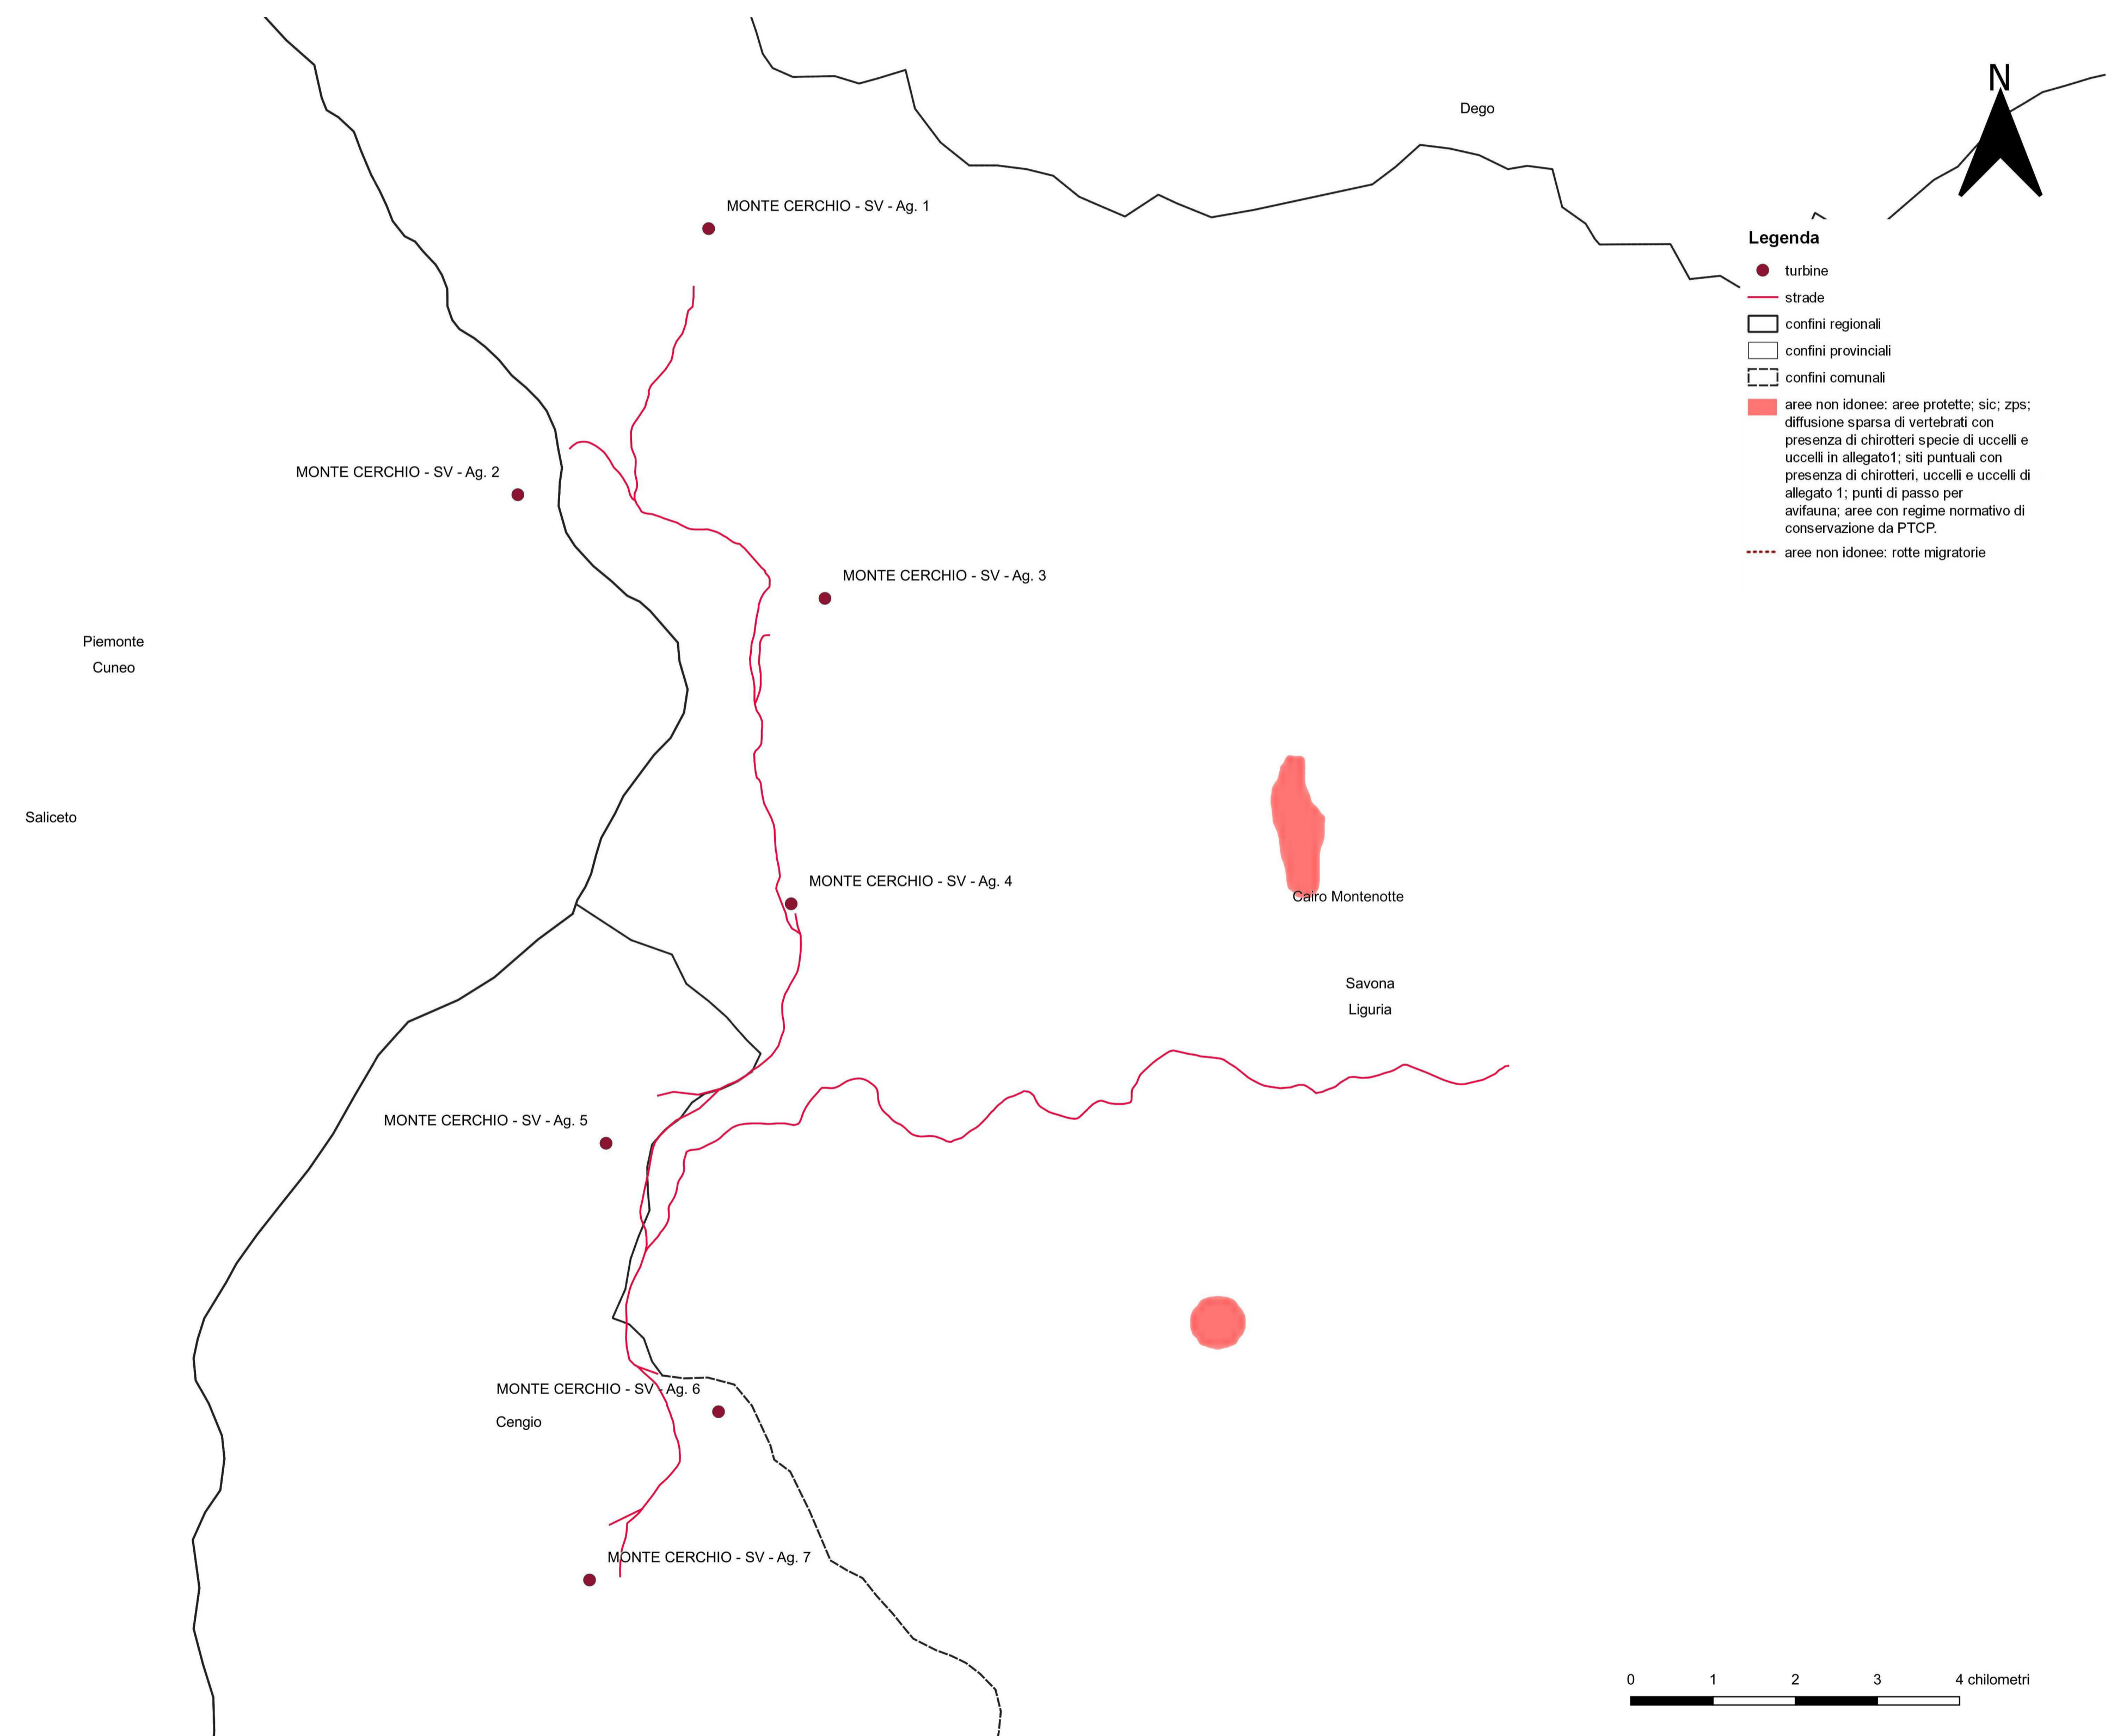 N
Dego
MONTE CERCHIO - SV - Ag. 1
Legenda
turbine
strade
confini regionali
confini provinciali
confini comunali
aree non idonee: aree protette; sic; zps;
diffusione sparsa di vertebrati con
presenza di chirotteri specie di uccelli e
uccelli in allegato1; siti puntuali con
presenza di chirotteri, uccelli e uccelli di
allegato 1; punti di passo per
avifauna; aree con regime normativo di
conservazione da PTCP.
aree non idonee: rotte migratorie
MONTE CERCHIO - SV - Ag. 2
MONTE CERCHIO - SV - Ag. 3
Piemonte
Cuneo
Saliceto
MONTE CERCHIO - SV - Ag. 4
Cairo Montenotte
Savona
Liguria
MONTE CERCHIO - SV - Ag. 5
MONTE CERCHIO - SV - Ag. 6
Cengio
MONTE CERCHIO - SV - Ag. 7
0 1 2 3 4 chilometri